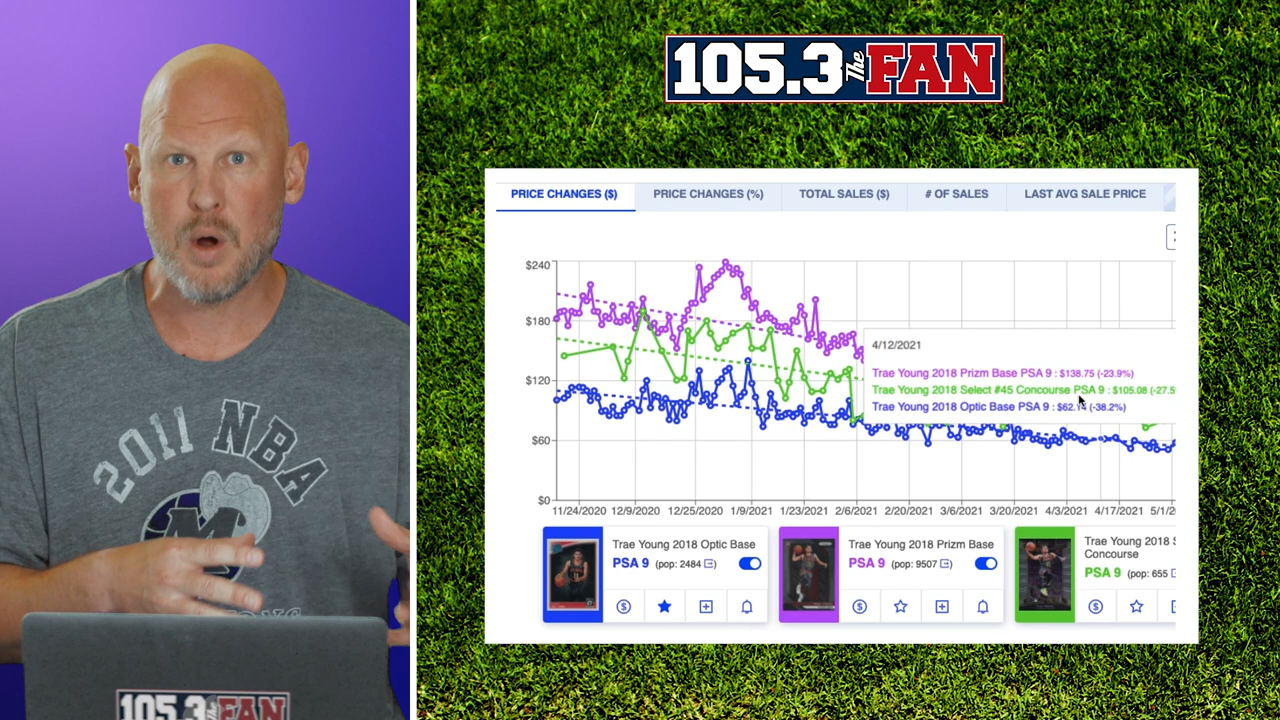 105.3 The FAN
PRICE CHANGES ($) PRICE CHANGES (%) TOTAL SALES ($) # OF SALES LAST AVG SALE PRICE
$240
$180
$120
$60
$0
4/12/2021
Trae Young 2018 Prizm Base PSA 9 : $138.75 (-23.9%)
Trae Young 2018 Select #45 Concourse PSA 9 : $105.08 (-27.5
Trae Young 2018 Optic Base PSA 9 : (-38.2%)
11/24/2020 12/9/2020 12/25/2020 1/9/2021 1/23/2021 2/6/2021 2/20/2021 3/6/2021 3/20/2021 4/3/2021 4/17/2021 5/1/2
Trae Young 2018 Optic Base
PSA 9 (pop: 2484)
Trae Young 2018 Prizm Base
PSA 9 (pop: 9507)
Trae Young 2018 S
Concourse
PSA 9 (pop: 655
2011 NBA
M
105.3 The FAN